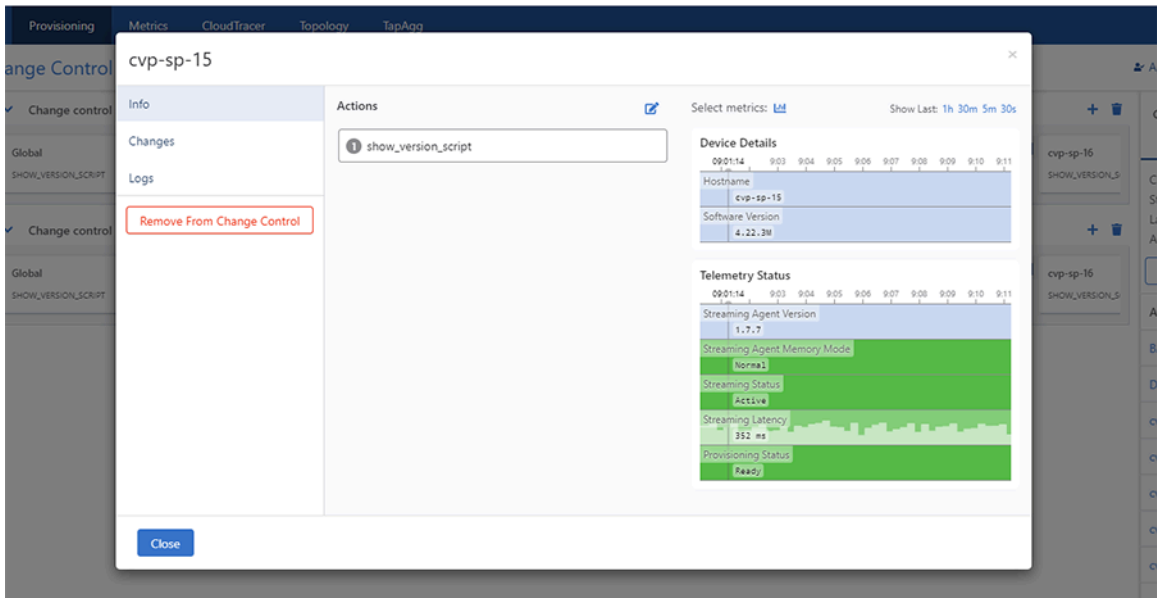 Provisioning Metrics CloudTracer Topology TapAgg
ange Control
Change control
Global
SHOW_VERSION_SCRIPT
Change control
Global
SHOW_VERSION_SCRIPT
cvp-sp-15
×
Info
Changes
Logs
Remove From Change Control
Actions
1 show_version_script
Select metrics: Show Last: 1h 30m 5m 30s
Device Details
09:01:14 9:03 9:04 9:05 9:06 9:07 9:08 9:09 9:10 9:11
Hostname
cvp-sp-15
Software Version
4.22.3M
Telemetry Status
09:01:14 9:03 9:04 9:05 9:06 9:07 9:08 9:09 9:10 9:11
Streaming Agent Version
1.7.7
Streaming Agent Memory Mode
Normal
Streaming Status
Active
Streaming Latency
352 ms
Provisioning Status
Ready
Close
cvp-sp-16
SHOW_VERSION_S
cvp-sp-16
SHOW_VERSION_S